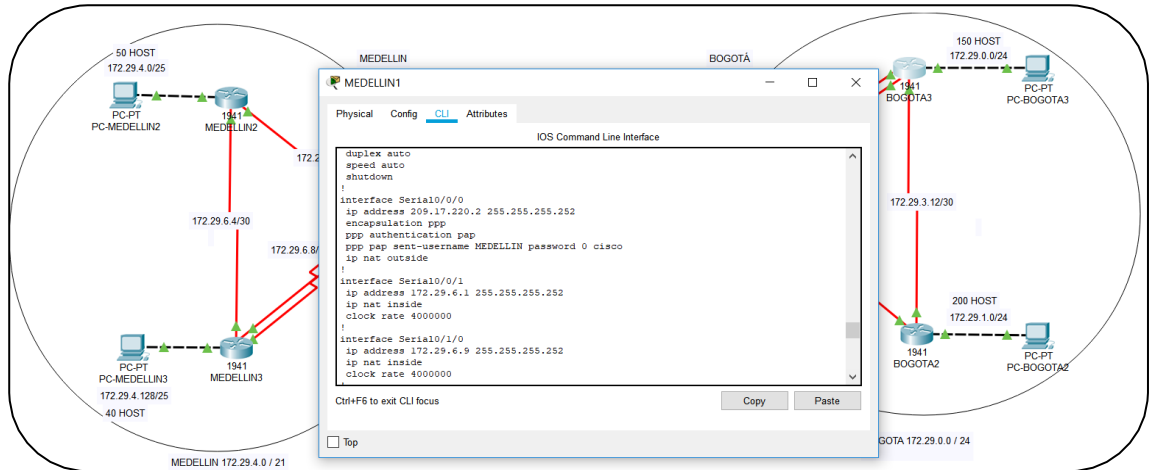 50 HOST
172.29.4.0/25
PC-PT
PC-MEDELLIN2
1941
MEDELLIN2
172.2
172.29.6.4/30
172.29.6.8/
PC-PT
PC-MEDELLIN3
172.29.4.128/25
40 HOST
1941
MEDELLIN3
MEDELLIN 172.29.4.0 / 21
MEDELLIN
BOGOTÁ
MEDELLIN1
Physical
Config
CLI
Attributes
IOS Command Line Interface
duplex auto
speed auto
shutdown
!
interface Serial0/0/0
ip address 209.17.220.2 255.255.255.252
encapsulation ppp
ppp authentication pap
ppp pap sent-username MEDELLIN password 0 cisco
ip nat outside
!
interface Serial0/0/1
ip address 172.29.6.1 255.255.255.252
ip nat inside
clock rate 4000000
!
interface Serial0/1/0
ip address 172.29.6.9 255.255.255.252
ip nat inside
clock rate 4000000
Ctrl+F6 to exit CLI focus
Copy
Paste
Top
150 HOST
172.29.0.0/24
1941
BOGOTA3
PC-PT
PC-BOGOTA3
172.29.3.12/30
200 HOST
172.29.1.0/24
1941
BOGOTA2
PC-PT
PC-BOGOTA2
GOTA 172.29.0.0 / 24